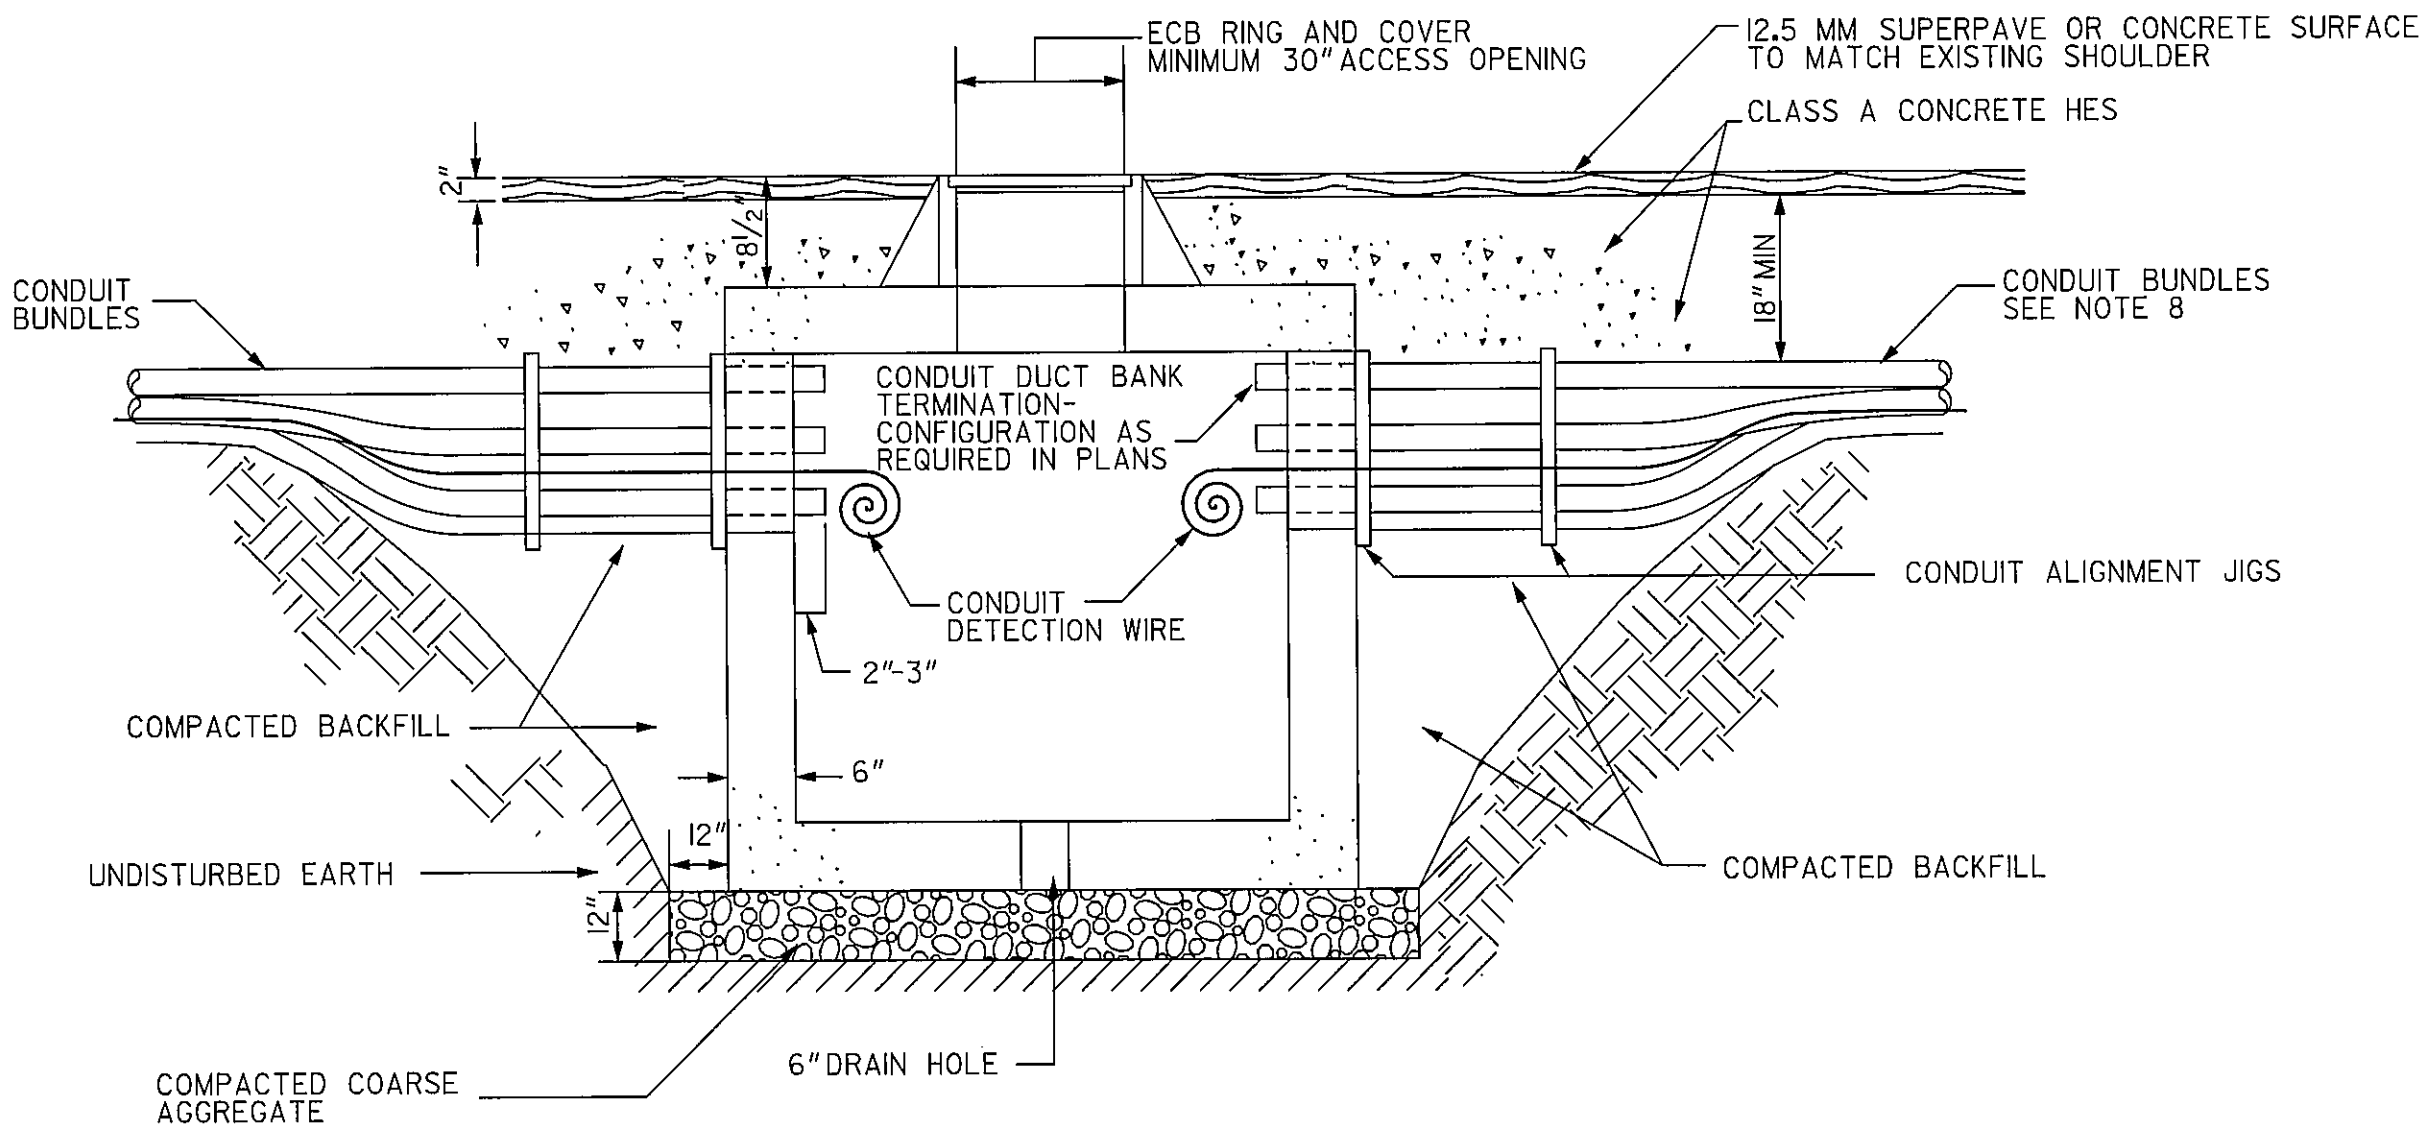 ECB RING AND COVER
MINIMUM 30" ACCESS OPENING
12.5 MM SUPERPAVE OR CONCRETE SURFACE
TO MATCH EXISTING SHOULDER
CLASS A CONCRETE HES
2"
8 1/2"
18" MIN
CONDUIT
BUNDLES
CONDUIT BUNDLES
SEE NOTE 8
CONDUIT DUCT BANK
TERMINATION-
CONFIGURATION AS
REQUIRED IN PLANS
CONDUIT ALIGNMENT JIGS
CONDUIT
DETECTION WIRE
2"-3"
COMPACTED BACKFILL
6"
12"
UNDISTURBED EARTH
COMPACTED BACKFILL
12"
6" DRAIN HOLE
COMPACTED COARSE
AGGREGATE